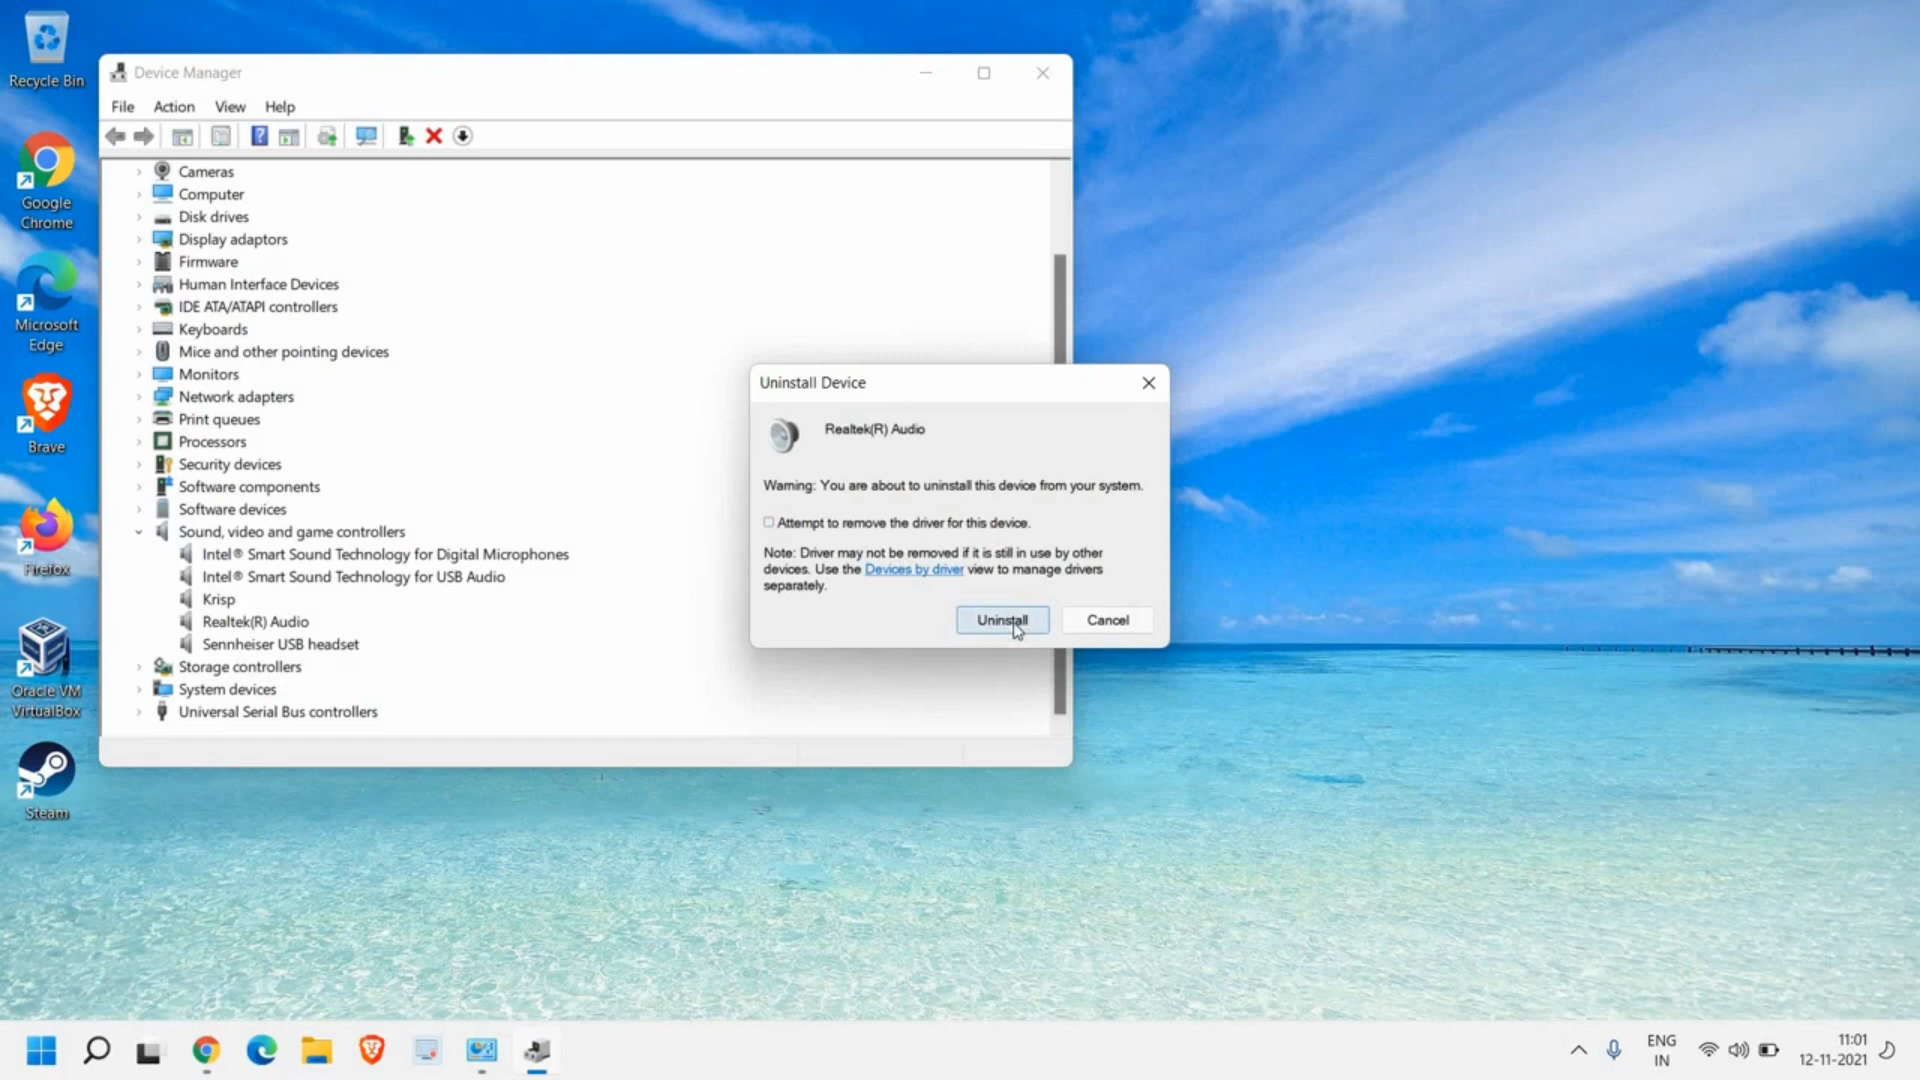 Recycle Bin
Google
Chrome
Microsoft
Edge
Brave
Firefox
Oracle VM
VirtualBox
Steam
Device Manager
File Action View Help
Cameras
Computer
Disk drives
Display adaptors
Firmware
Human Interface Devices
IDE ATA/ATAPI controllers
Keyboards
Mice and other pointing devices
Monitors
Network adapters
Print queues
Processors
Security devices
Software components
Software devices
Sound, video and game controllers
Intel® Smart Sound Technology for Digital Microphones
Intel® Smart Sound Technology for USB Audio
Krisp
Realtek(R) Audio
Sennheiser USB headset
Storage controllers
System devices
Universal Serial Bus controllers
Uninstall Device
Realtek(R) Audio
Warning: You are about to uninstall this device from your system.
Attempt to remove the driver for this device.
Note: Driver may not be removed if it is still in use by other
devices. Use the Devices by driver view to manage drivers
separately.
Uninstall Cancel
ENG
IN
11:01
12-11-2021